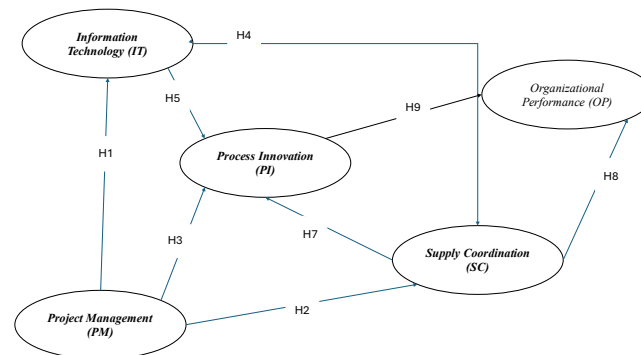 H4
Information
Technology (IT)
H5
Organizational
Performance (OP)
H9
H1
Process Innovation
(PI)
H8
H3
H7
Supply Coordination
(SC)
H2
Project Management
(PM)